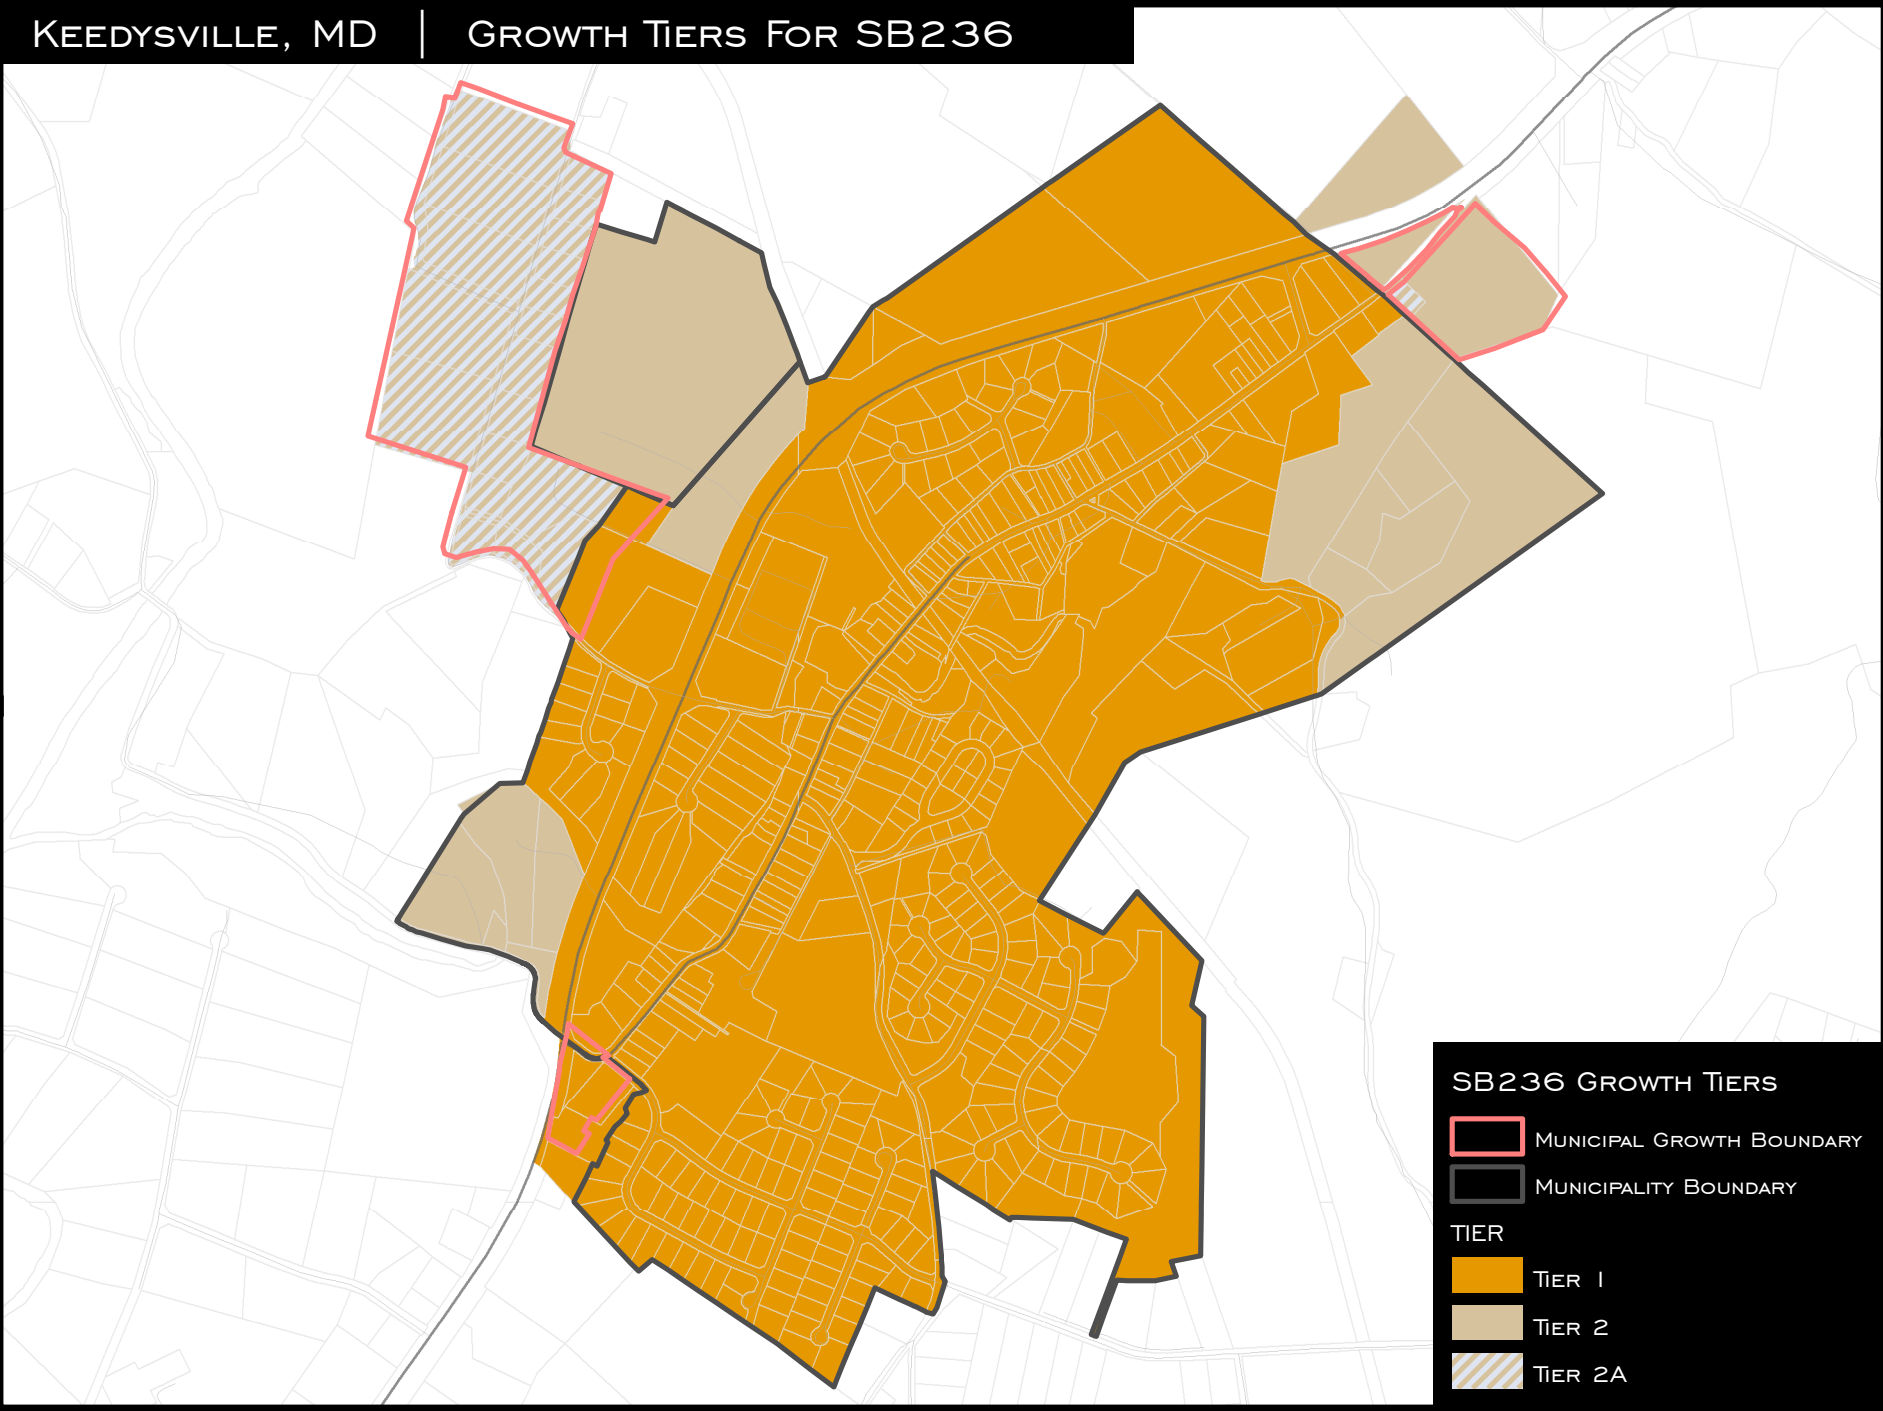 Keedysville, MD | Growth Tiers For SB236
SB236 Growth Tiers
Municipal Growth Boundary
Municipality Boundary
TIER
Tier 1
Tier 2
Tier 2A